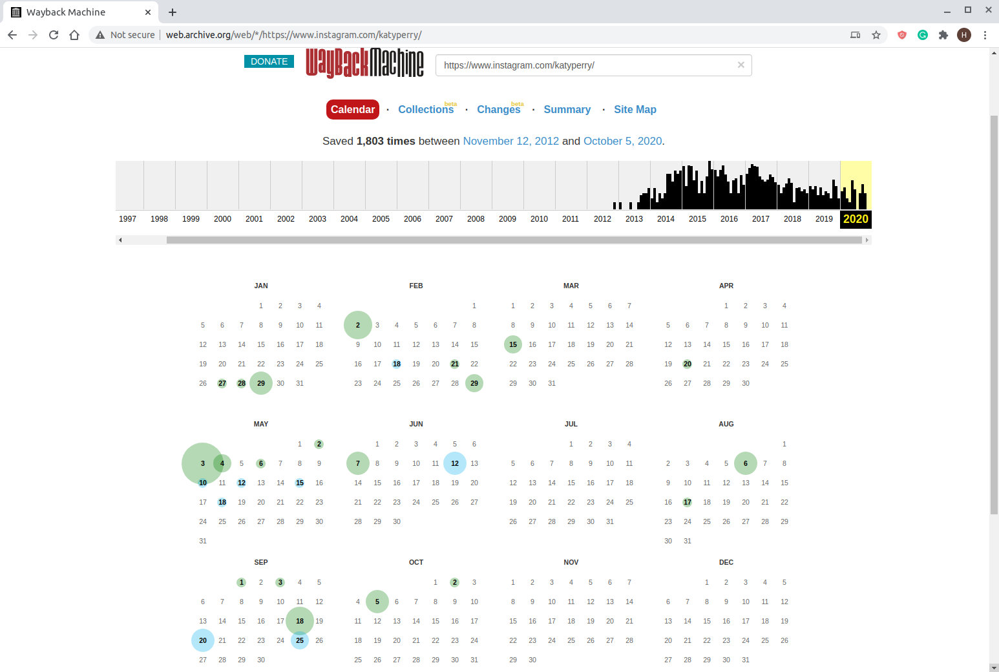 Wayback Machine
Not secure web.archive.org/web/*/https://www.instagram.com/katyperry/
H
DONATE WayBackMachine https://www.instagram.com/katyperry/
Calendar · Collections beta · Changes beta · Summary · Site Map
Saved 1,803 times between November 12, 2012 and October 5, 2020.
1997 1998 1999 2000 2001 2002 2003 2004 2005 2006 2007 2008 2009 2010 2011 2012 2013 2014 2015 2016 2017 2018 2019 2020
JAN FEB MAR APR
1 2 3 4 1 1 2 3 4 5 6 7 1 2 3 4
5 6 7 8 9 10 11 2 3 4 5 6 7 8 8 9 10 11 12 13 14 5 6 7 8 9 10 11
12 13 14 15 16 17 18 9 10 11 12 13 14 15 15 16 17 18 19 20 21 12 13 14 15 16 17 18
19 20 21 22 23 24 25 16 17 18 19 20 21 22 22 23 24 25 26 27 28 19 20 21 22 23 24 25
26 27 28 29 30 31 23 24 25 26 27 28 29 29 30 31 26 27 28 29 30
MAY JUN JUL AUG
1 2 1 2 3 4 5 6 1 2 3 4 1
3 4 5 6 7 8 9 7 8 9 10 11 12 13 5 6 7 8 9 10 11 2 3 4 5 6 7 8
10 11 12 13 14 15 16 14 15 16 17 18 19 20 12 13 14 15 16 17 18 9 10 11 12 13 14 15
17 18 19 20 21 22 23 21 22 23 24 25 26 27 19 20 21 22 23 24 25 16 17 18 19 20 21 22
24 25 26 27 28 29 30 28 29 30 26 27 28 29 30 31 23 24 25 26 27 28 29
31 30 31
SEP OCT NOV DEC
1 2 3 4 5 1 2 3 1 2 3 4 5 6 7 1 2 3 4 5
6 7 8 9 10 11 12 4 5 6 7 8 9 10 8 9 10 11 12 13 14 6 7 8 9 10 11 12
13 14 15 16 17 18 19 11 12 13 14 15 16 17 15 16 17 18 19 20 21 13 14 15 16 17 18 19
20 21 22 23 24 25 26 18 19 20 21 22 23 24 22 23 24 25 26 27 28 20 21 22 23 24 25 26
27 28 29 30 25 26 27 28 29 30 31 29 30 27 28 29 30 31